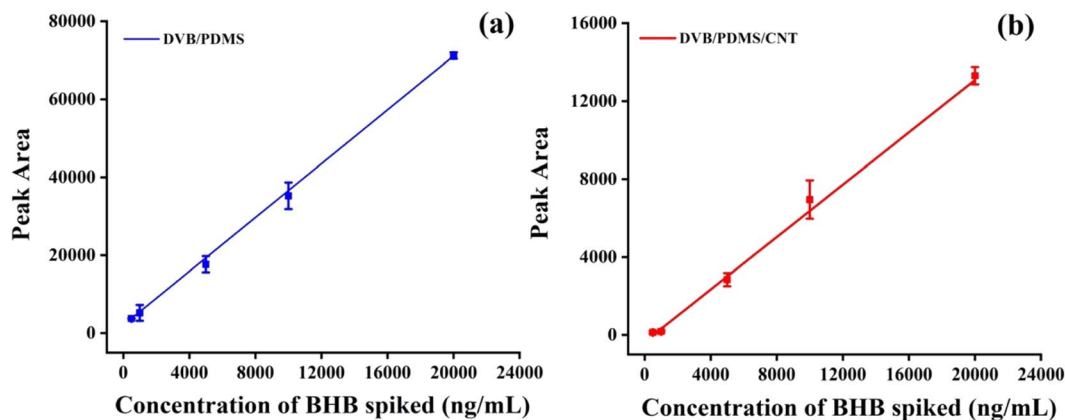 (a)
DVB/PDMS
80000
60000
40000
20000
0
Peak Area
0 4000 8000 12000 16000 20000 24000
Concentration of BHB spiked (ng/mL)
(b)
DVB/PDMS/CNT
16000
12000
8000
4000
0
Peak Area
0 4000 8000 12000 16000 20000 24000
Concentration of BHB spiked (ng/mL)